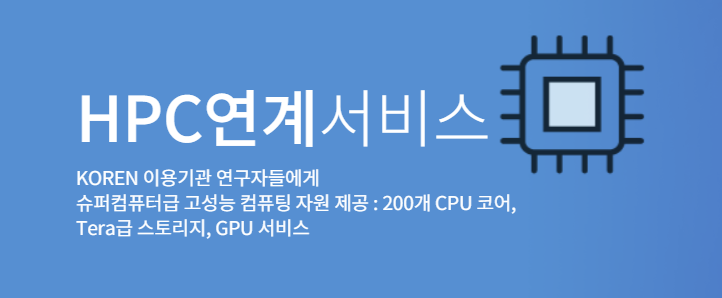 HPC연계서비스
KOREN 이용기관 연구자들에게
슈퍼컴퓨터급 고성능 컴퓨팅 자원 제공 : 200개 CPU 코어,
Tera급 스토리지, GPU 서비스